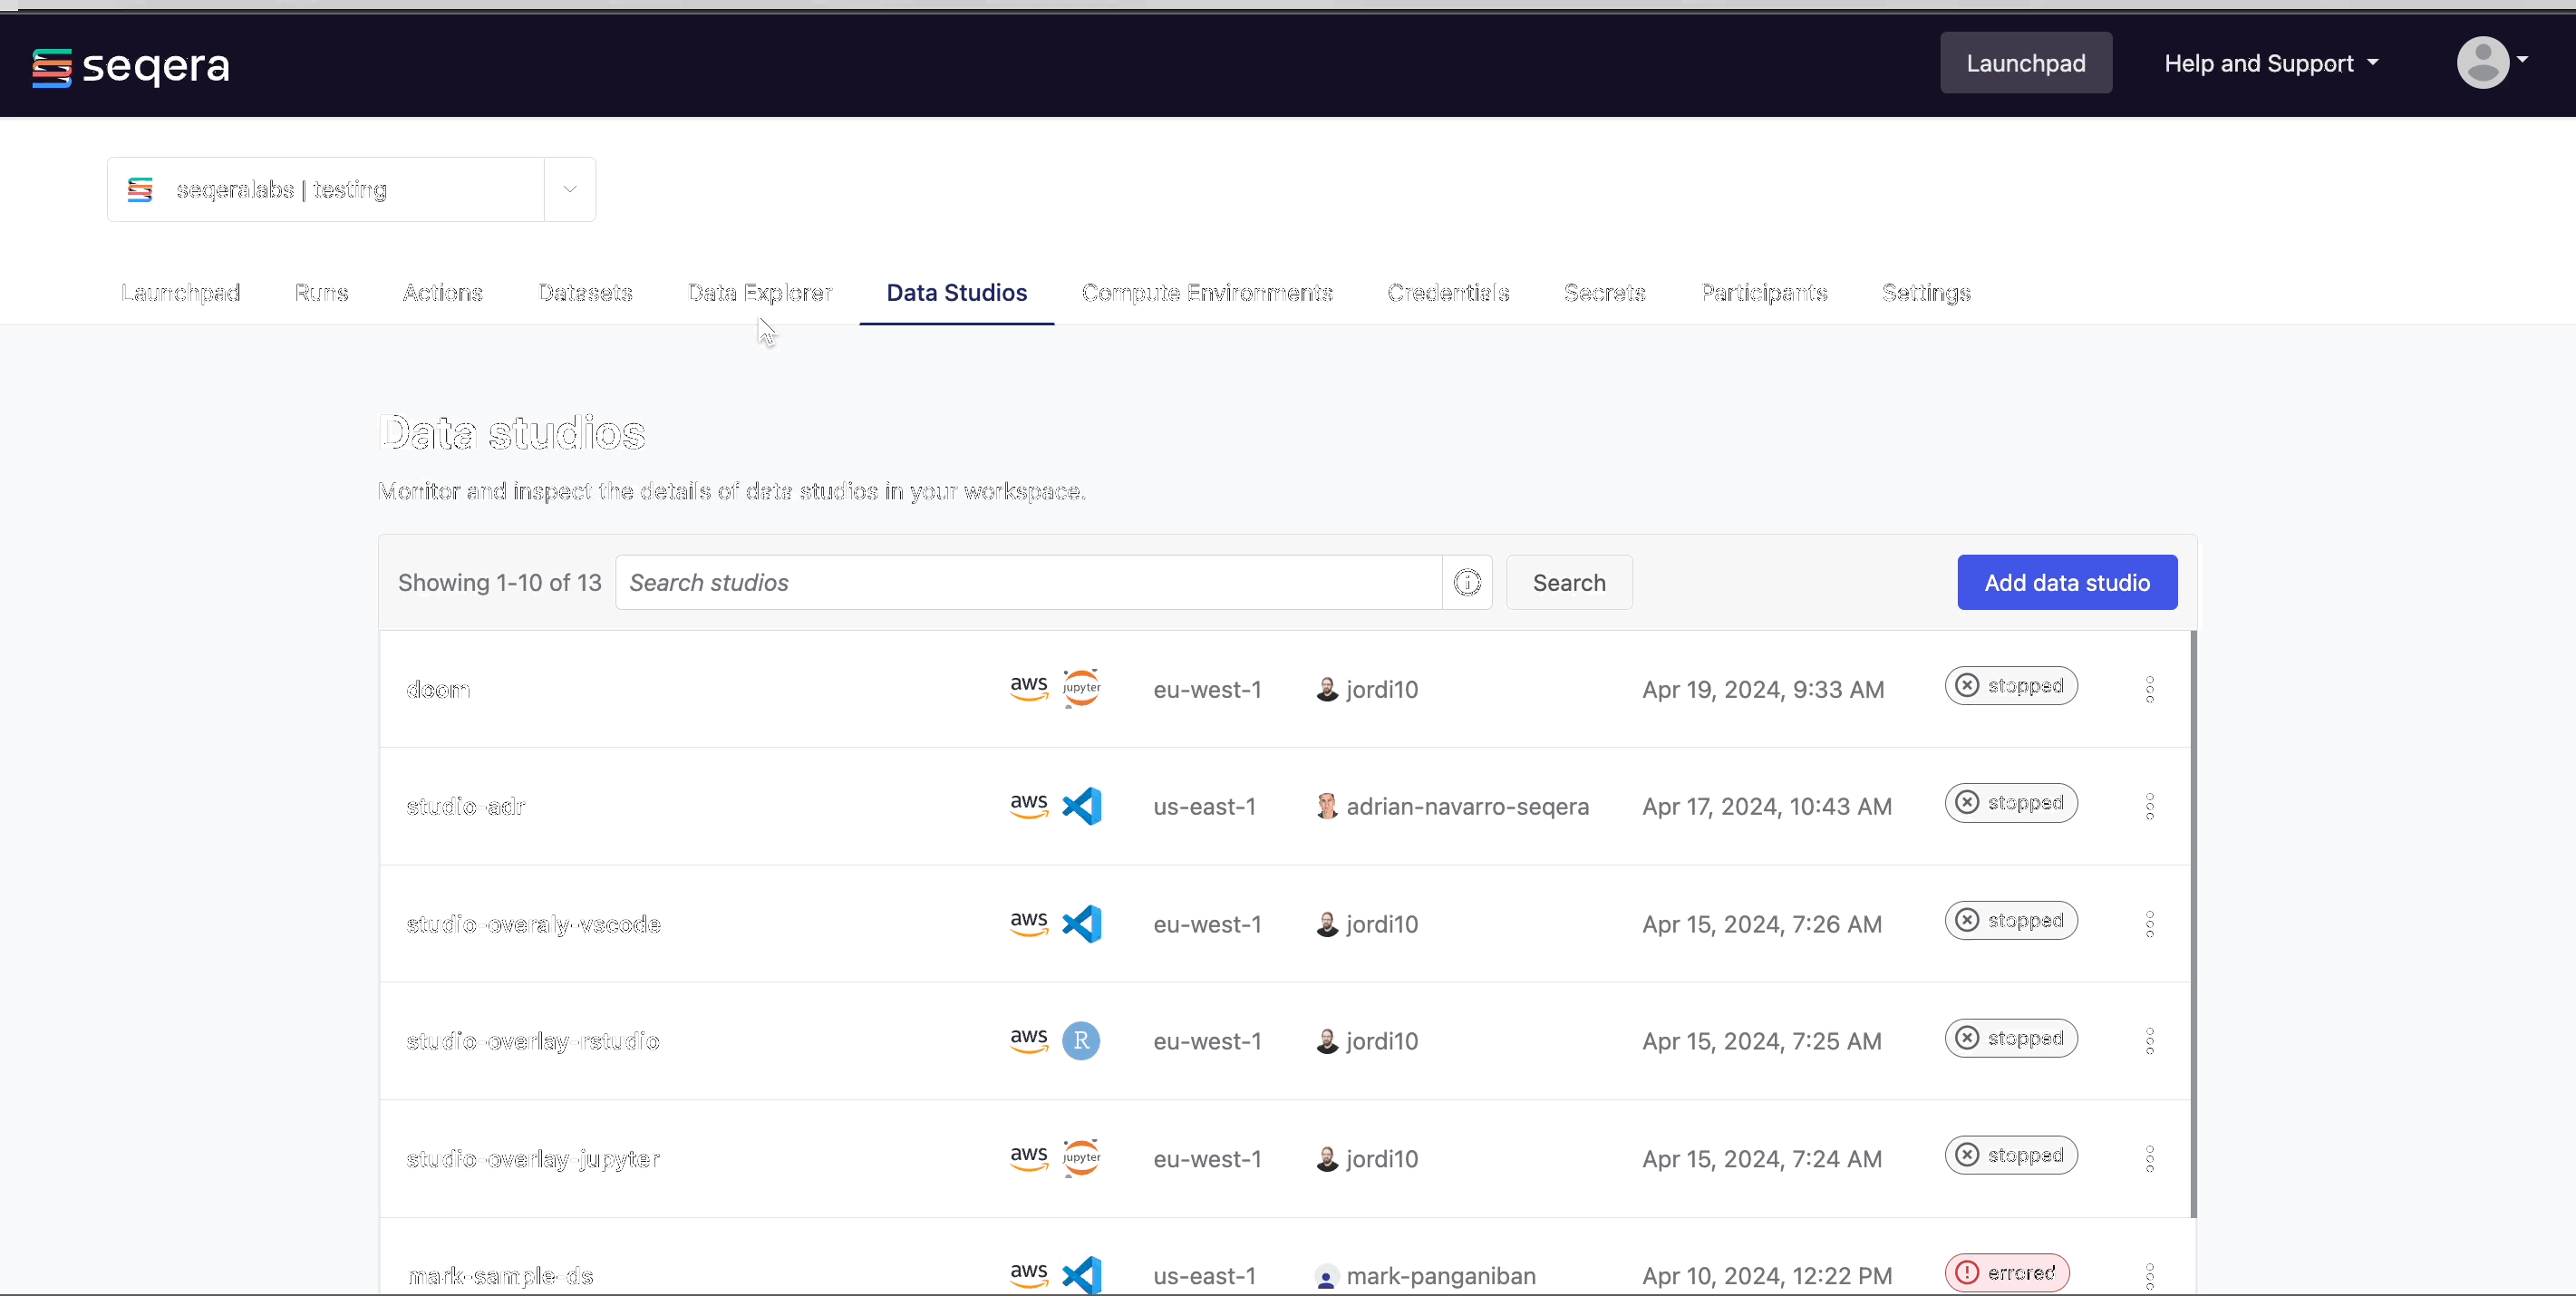 seqera
Launchpad
Help and Support
seqeralabs | testing
Launchpad Runs Actions Datasets Data Explorer Data Studios Compute Environments Credentials Secrets Participants Settings
Data studios
Monitor and inspect the details of data studios in your workspace.
Showing 1-10 of 13 Search studios Search Add data studio
doom aws jupyter eu-west-1 jordi10 Apr 19, 2024, 9:33 AM stopped
studio-adr aws us-east-1 adrian-navarro-seqera Apr 17, 2024, 10:43 AM stopped
studio-overaly-vscode aws eu-west-1 jordi10 Apr 15, 2024, 7:26 AM stopped
studio-overlay-rstudio aws R eu-west-1 jordi10 Apr 15, 2024, 7:25 AM stopped
studio-overlay-jupyter aws jupyter eu-west-1 jordi10 Apr 15, 2024, 7:24 AM stopped
mark-sample-ds aws us-east-1 mark-panganiban Apr 10, 2024, 12:22 PM errored